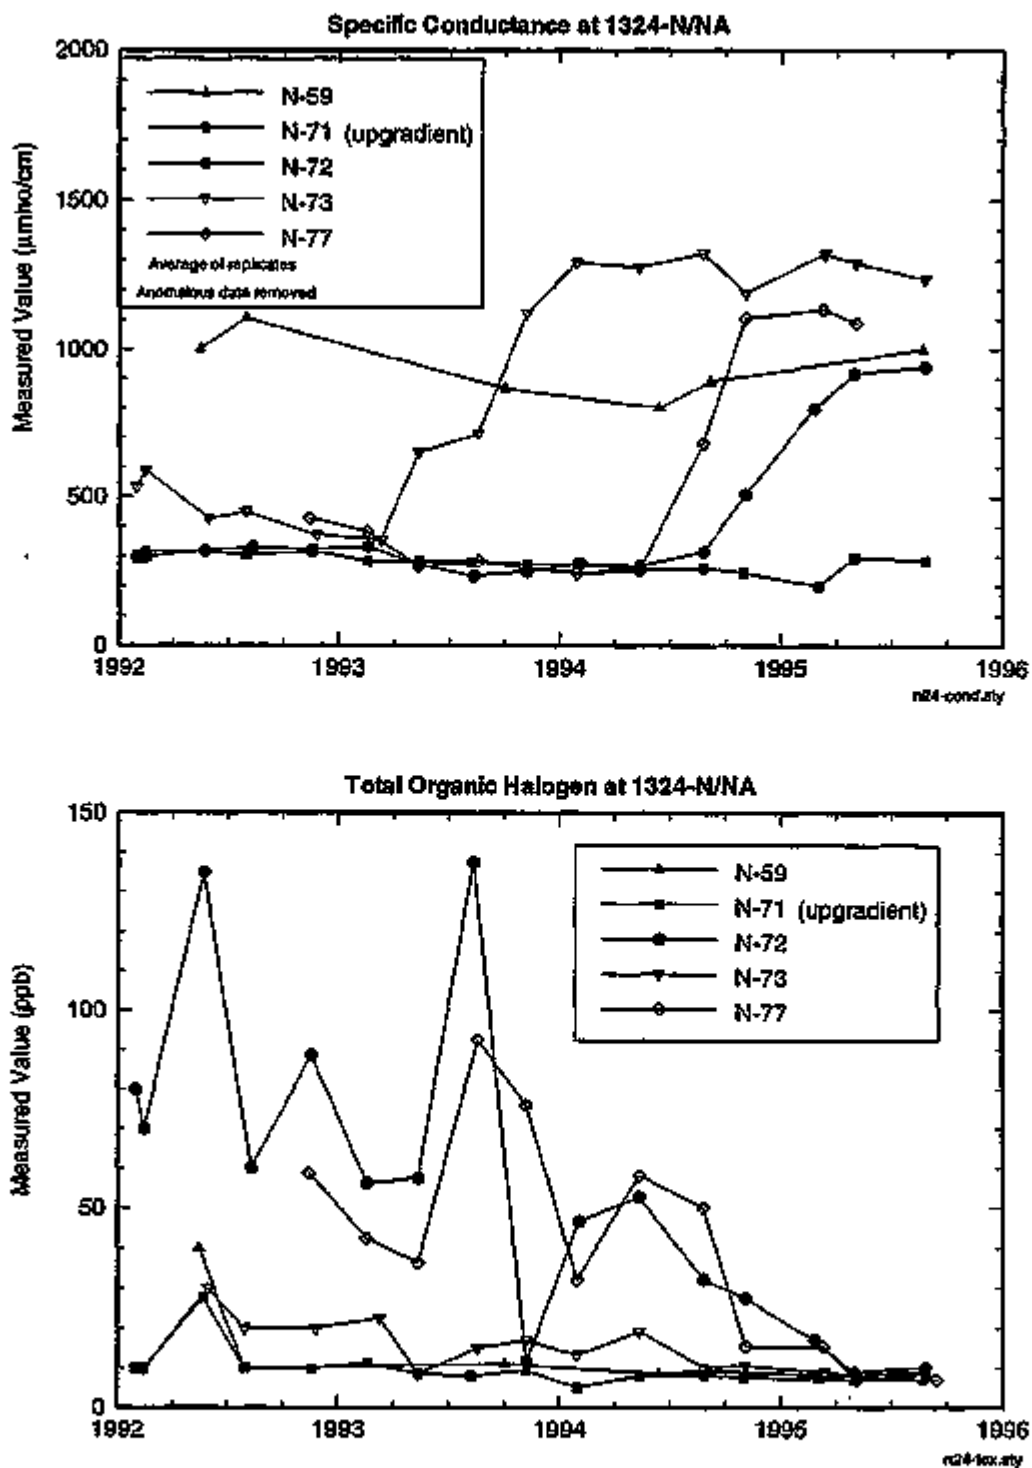 Specific Conductance at 1324-N/NA
2000
1500
1000
500
0
Measured Value (µmho/cm)
N-59
N-71 (upgradient)
N-72
N-73
N-77
Average of replicates
Anomalous data removed
1992 1993 1994 1995 1996
n24-cond.sty
Total Organic Halogen at 1324-N/NA
150
100
50
0
Measured Value (ppb)
N-59
N-71 (upgradient)
N-72
N-73
N-77
1992 1993 1994 1995 1996
n24-tox.sty